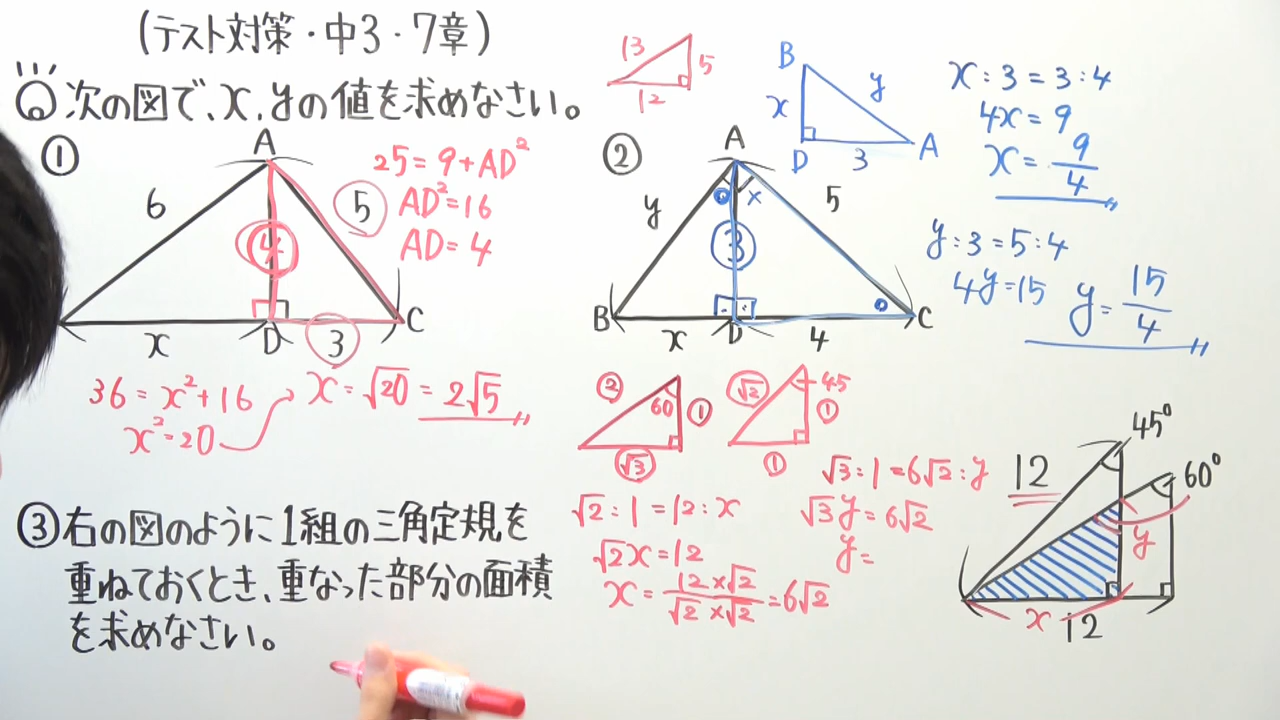 (テスト対策・中3・7章)
次の図で、x, yの値を求めなさい。
①
A
6
5
4
x
D
3
C
25 = 9 + AD²
AD² = 16
AD = 4
36 = x² + 16
x² = 20
x = √20 = 2√5
13
5
12
B
x
y
D
3
A
②
A
y
x
5
3
B
x
D
4
C
x : 3 = 3 : 4
4x = 9
x = 9/4
y : 3 = 5 : 4
4y = 15
y = 15/4
③右の図のように1組の三角定規を
重ねておくとき、重なった部分の面積
を求めなさい。
②
60
①
√3
√2
45
①
①
√2 : 1 = 12 : x
√2x = 12
x = 12×√2/√2×√2 = 6√2
√3 : 1 = 6√2 : y
√3y = 6√2
y =
12
45°
60°
y
x
12